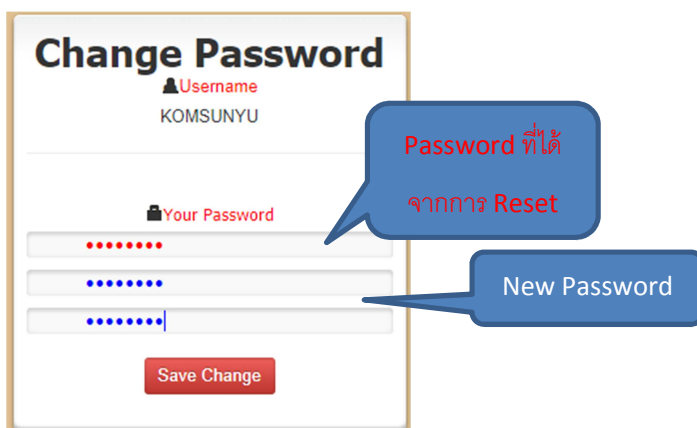 Change Password
Username
KOMSUNYU
Password ที่ได้
จากการ Reset
Your Password
••••••••
••••••••
New Password
••••••••
Save Change